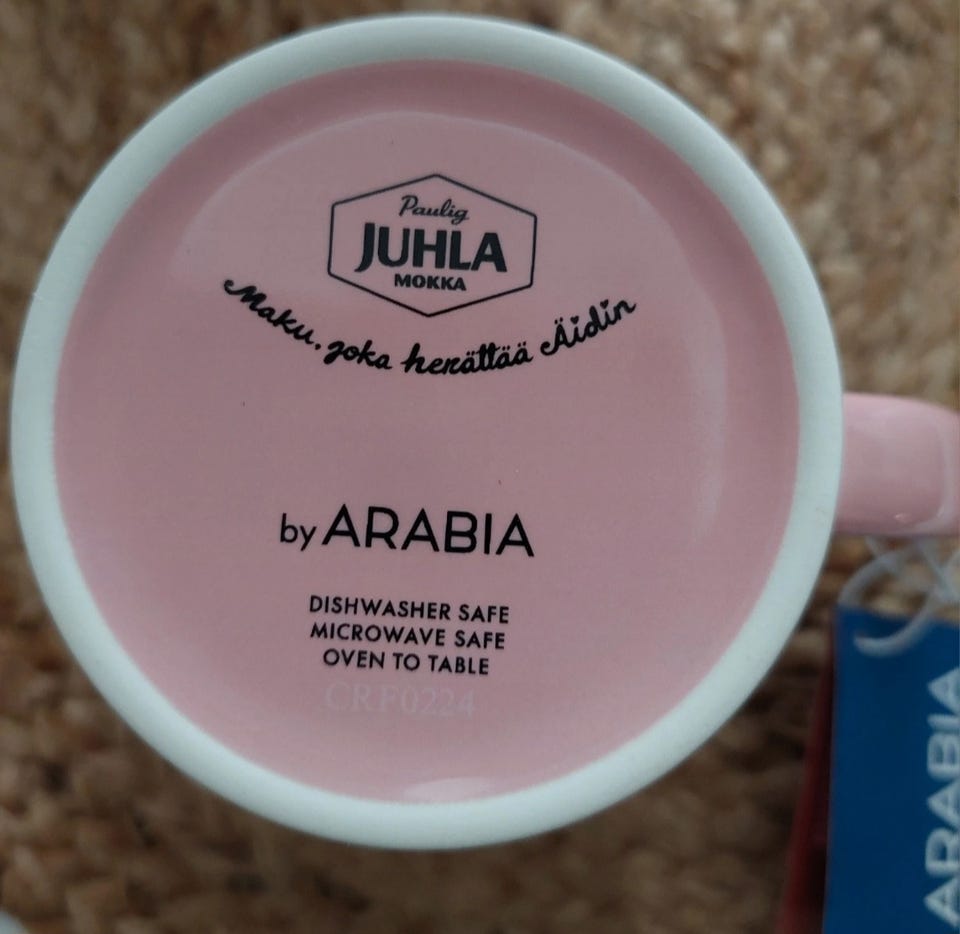 Paulig
JUHLA
MOKKA
Maku, joka herättää Äidin
by ARABIA
DISHWASHER SAFE
MICROWAVE SAFE
OVEN TO TABLE
CRF0224
ARABIA